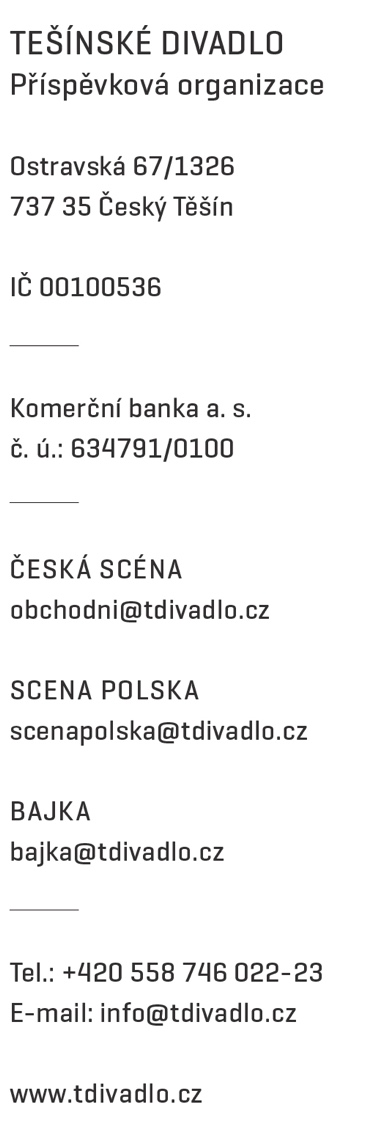 TEŠÍNSKÉ DIVADLO
Příspěvková organizace
Ostravská 67/1326
737 35 Český Těšín
IČ 00100536
Komerční banka a. s.
č. ú.: 634791/0100
ČESKÁ SCÉNA
obchodni@tdivadlo.cz
SCENA POLSKA
scenapolska@tdivadlo.cz
BAJKA
bajka@tdivadlo.cz
Tel.: +420 558 746 022-23
E-mail: info@tdivadlo.cz
www.tdivadlo.cz